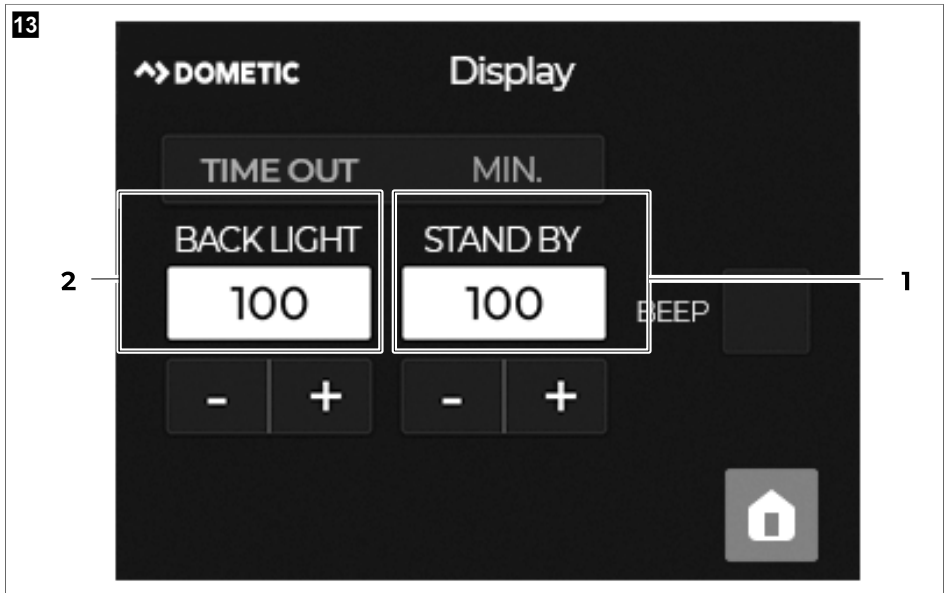 13
DOMETIC Display
TIME OUT MIN.
BACK LIGHT STAND BY
2 100 100 BEEP 1
- + - +